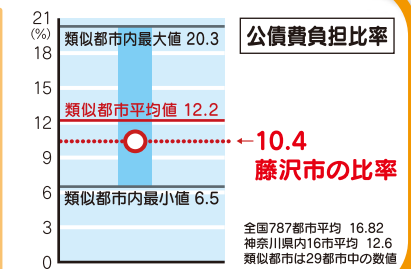 21
(%)
18
15
12
9
6
3
0
類似都市内最大値 20.3
類似都市平均値 12.2
類似都市内最小値 6.5
公債費負担比率
←10.4
藤沢市の比率
全国787都市平均 16.82
神奈川県内16市平均 12.6
類似都市は29都市中の数値